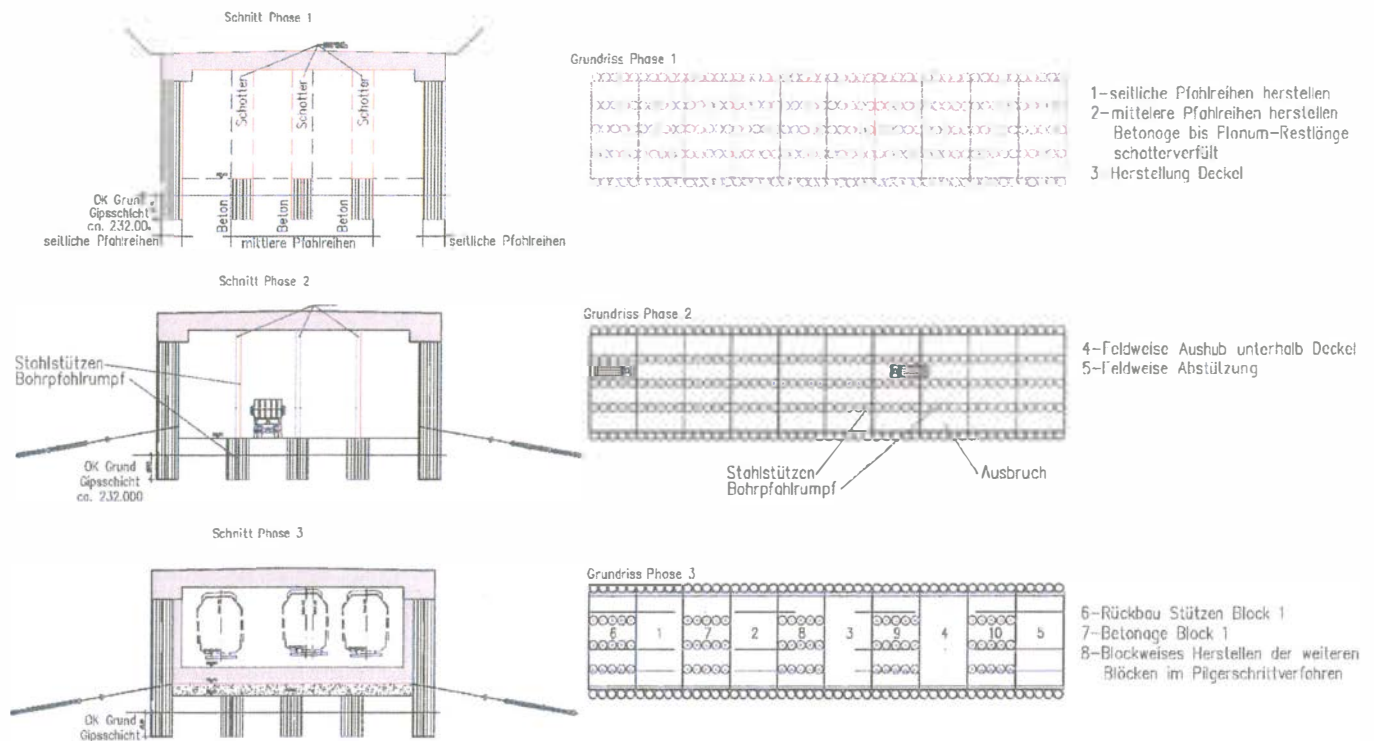 Schnitt Phase 1
Schotter
Schotter
Schotter
OK Grund
Gipsschicht
ca. 232.00
Beton
Beton
Beton
seitliche Pfahlreihen
mittlere Pfahlreihen
seitliche Pfahlreihen
Grundriss Phase 1
1-seitliche Pfahlreihen herstellen
2-mittelere Pfahlreihen herstellen
Betonage bis Planum-Restlänge
schotterverfült
3 Herstellung Deckel
Schnitt Phase 2
Stahlstützen
Bohrpfahlrumpf
OK Grund
Gipsschicht
ca. 232.000
Grundriss Phase 2
Stahlstützen
Bohrpfahlrumpf
Ausbruch
4-Feldweise Aushub unterhalb Deckel
5-Feldweise Abstützung
Schnitt Phase 3
OK Grund
Gipsschicht
Grundriss Phase 3
6 1 7 2 8 3 9 4 10 5
6-Rückbau Stützen Block 1
7-Betonage Block 1
8-Blockweises Herstellen der weiteren
Blöcken im Pilgerschrittverfahren